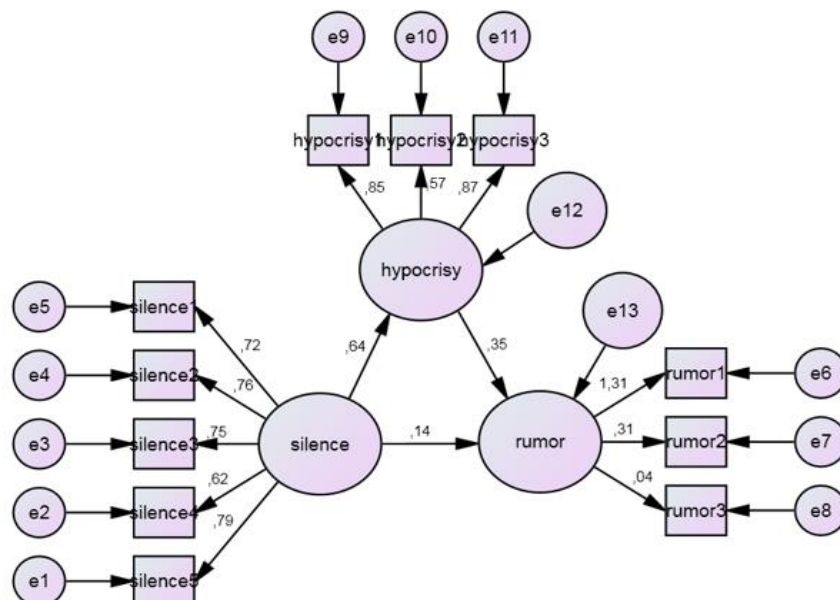 e9
e10
e11
hypocrisy1
hypocrisy2
hypocrisy3
,85
,57
,87
e12
hypocrisy
e13
e5
silence1
,72
,64
,35
e4
silence2
,76
1,31
rumor1
e6
e3
silence3
,75
silence
,14
rumor
,31
rumor2
e7
e2
silence4
,62
,04
rumor3
e8
,79
e1
silence5